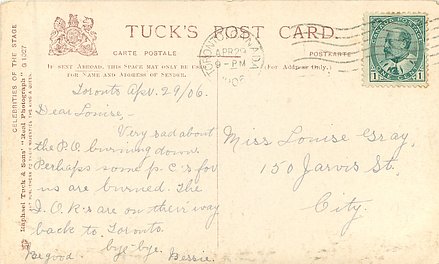 TUCK'S POST CARD.
CARTE POSTALE
POSTKARTE
IF SENT ABROAD, THIS SPACE MAY ONLY BE USED
FOR NAME AND ADDRESS OF SENDER.
(For Address Only.)
TORONTO, CANADA
APR 29
9-PM
CANADA POSTAGE
1 1
CELEBRITIES OF THE STAGE
Raphael Tuck & Sons' "Real Photograph"
Toronto Apr. 29/06.
Dear Louise,-
Very sad about
the P.O. burning down.
Perhaps some p c's for
us are burned. The
I.O.K's are on their way
back to Toronto.
bye-bye.
Be good. Bessie.
Miss Louise Gray,
150 Jarvis St.
City.